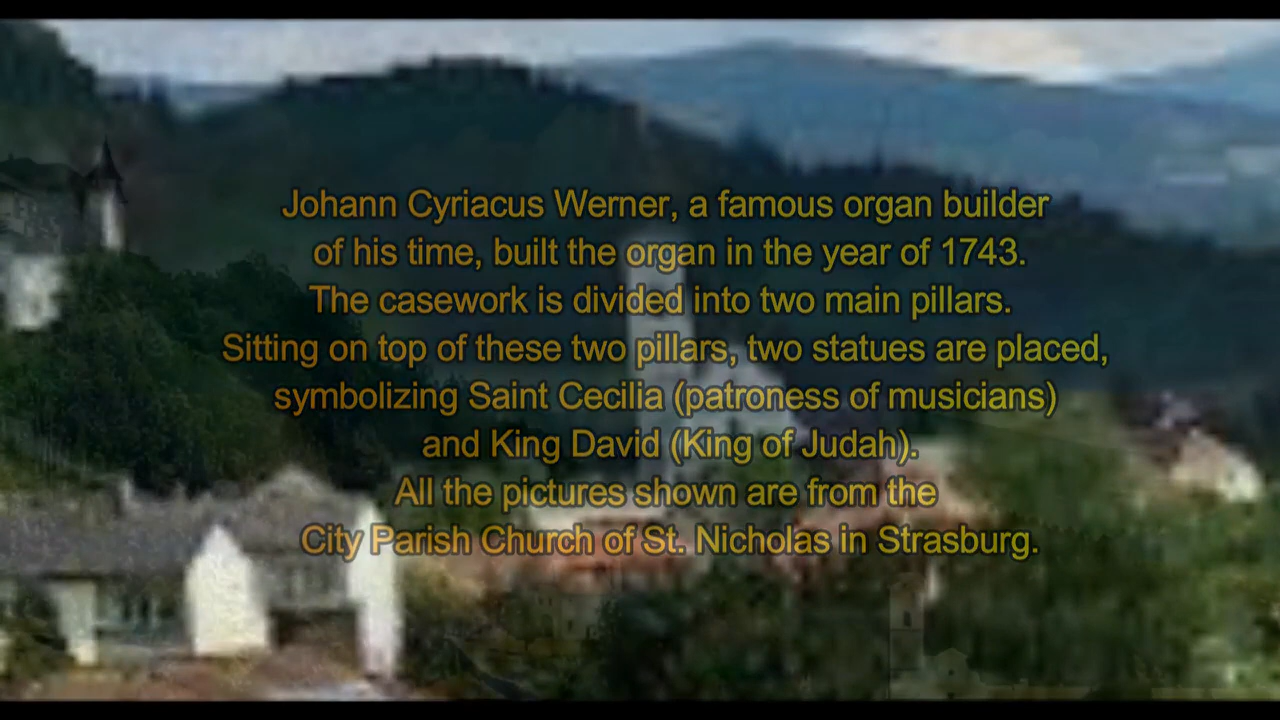 Johann Cyriacus Werner, a famous organ builder
of his time, built the organ in the year of 1743.
The casework is divided into two main pillars.
Sitting on top of these two pillars, two statues are placed,
symbolizing Saint Cecilia (patroness of musicians)
and King David (King of Judah).
All the pictures shown are from the
City Parish Church of St. Nicholas in Strasburg.